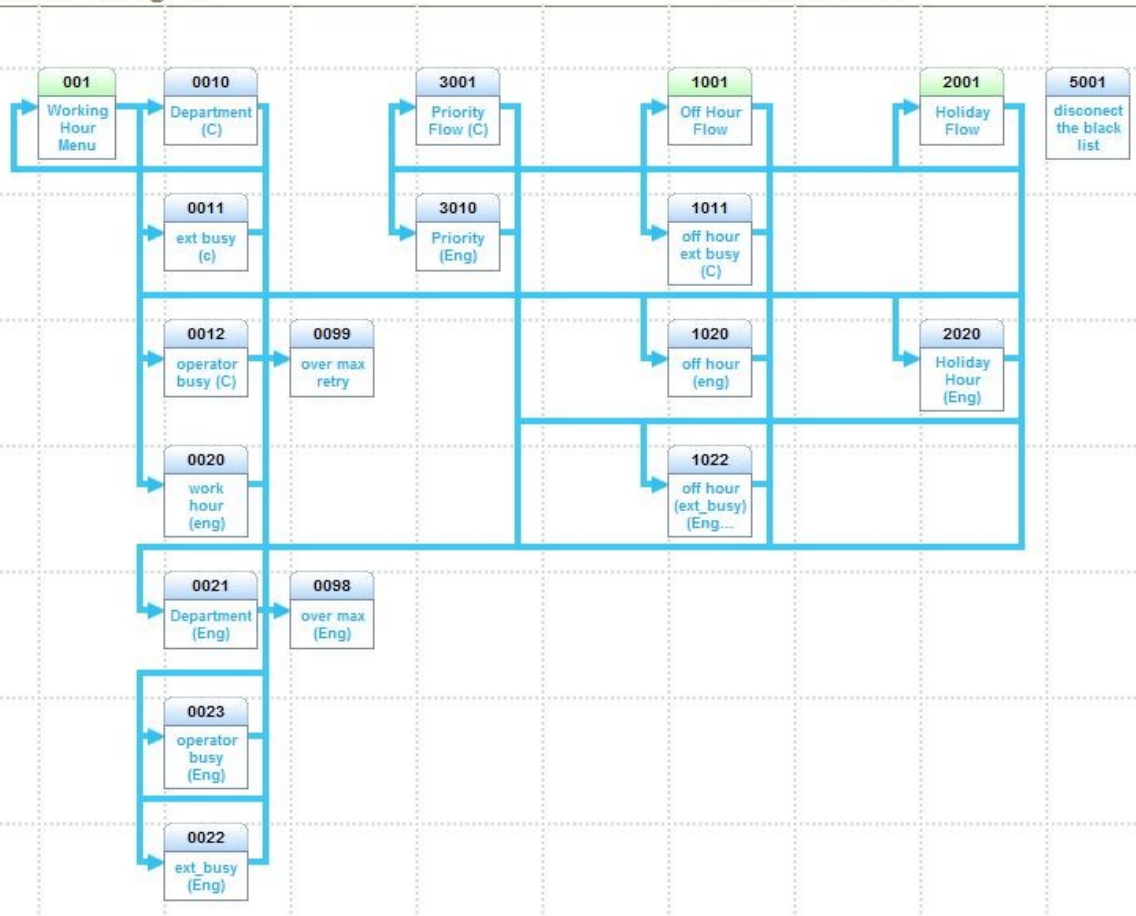 001
Working
Hour
Menu
0010
Department
(C)
3001
Priority
Flow (C)
1001
Off Hour
Flow
2001
Holiday
Flow
5001
disconect
the black
list
0011
ext busy
(c)
3010
Priority
(Eng)
1011
off hour
ext busy
(C)
0012
operator
busy (C)
0099
over max
retry
1020
off hour
(eng)
2020
Holiday
Hour
(Eng)
0020
work
hour
(eng)
1022
off hour
(ext_busy)
(Eng...
0021
Department
(Eng)
0098
over max
(Eng)
0023
operator
busy
(Eng)
0022
ext_busy
(Eng)